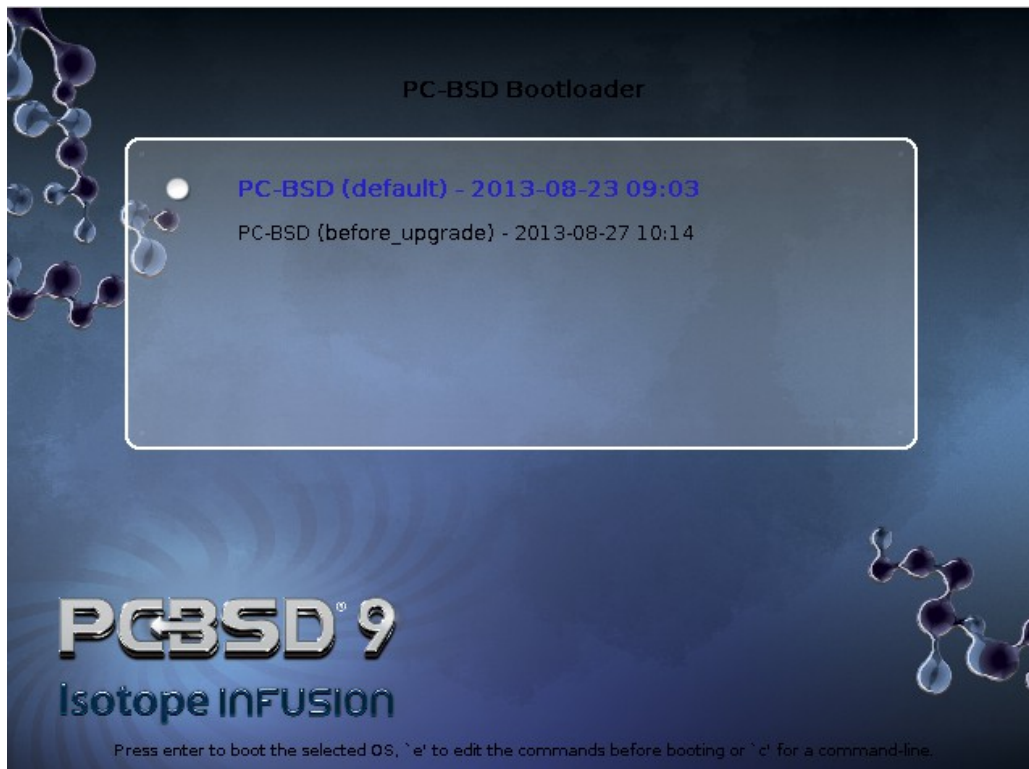 PC-BSD Bootloader
PC-BSD (default) - 2013-08-23 09:03
PC-BSD (before_upgrade) - 2013-08-27 10:14
PCBSD® 9
Isotope INFUSION
Press enter to boot the selected OS, `e' to edit the commands before booting or `c' for a command-line.